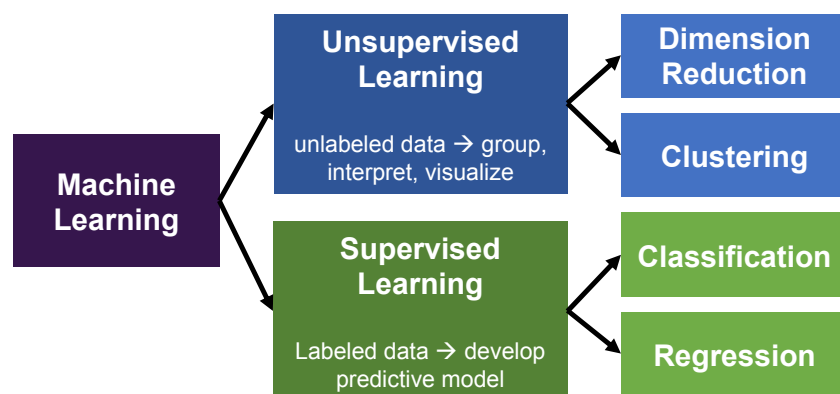 Machine
Learning
Unsupervised
Learning
unlabeled data → group,
interpret, visualize
Dimension
Reduction
Clustering
Supervised
Learning
Labeled data → develop
predictive model
Classification
Regression